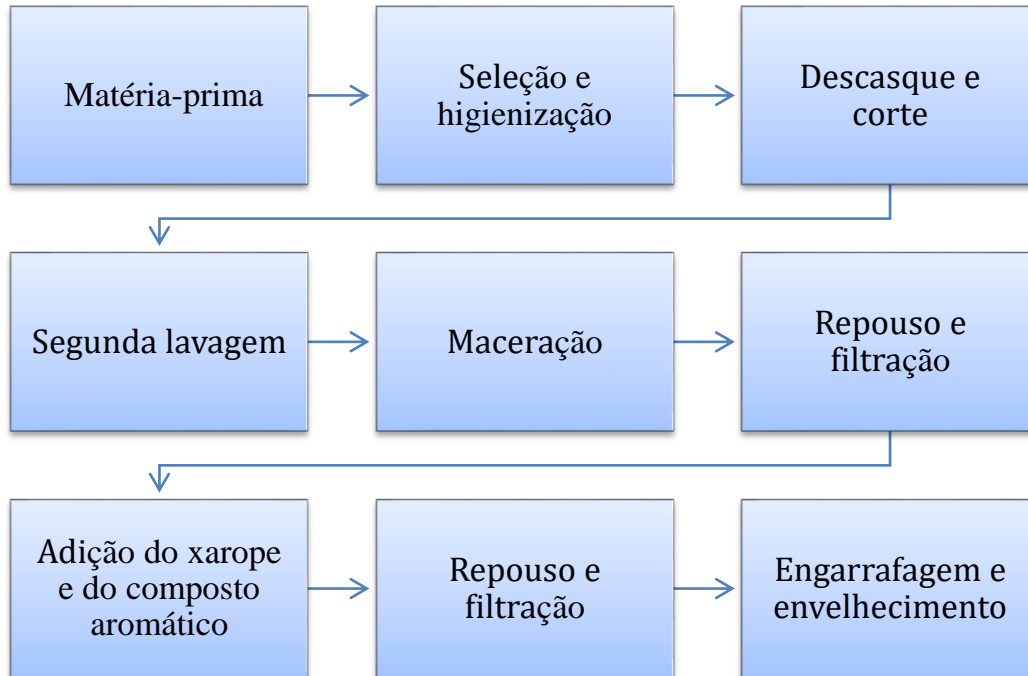 Matéria-prima
Seleção e
higienização
Descasque e
corte
Segunda lavagem
Maceração
Repouso e
filtração
Adição do xarope
e do composto
aromático
Repouso e
filtração
Engarrafagem e
envelhecimento